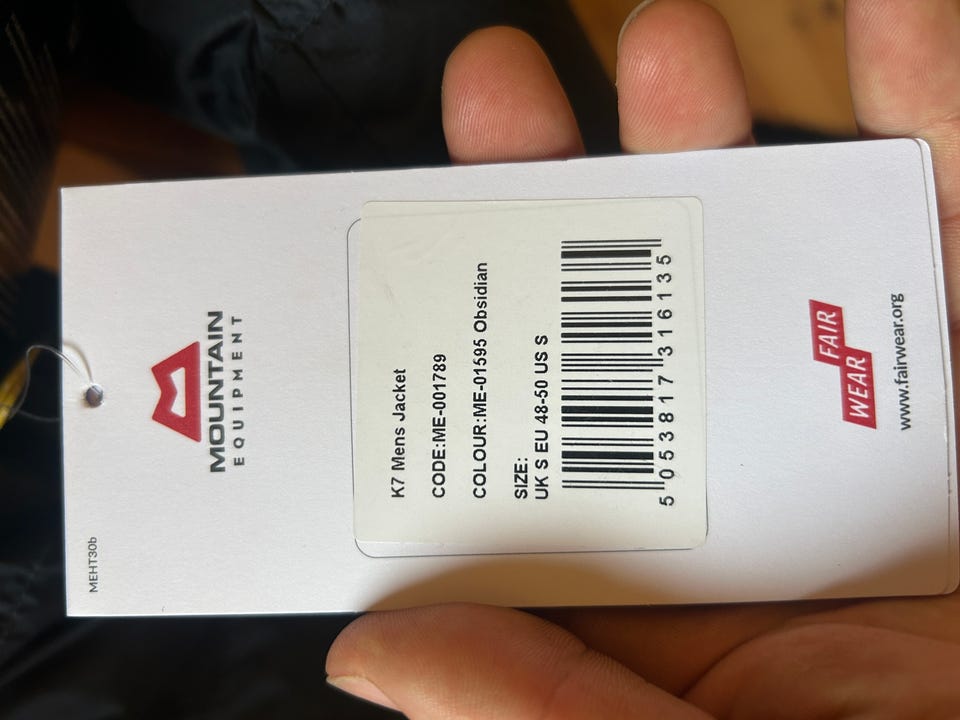 MEHT30b
MOUNTAIN
EQUIPMENT
K7 Mens Jacket
CODE:ME-001789
COLOUR:ME-01595 Obsidian
SIZE:
UK S EU 48-50 US S
5 053817 316135
FAIR
WEAR
www.fairwear.org